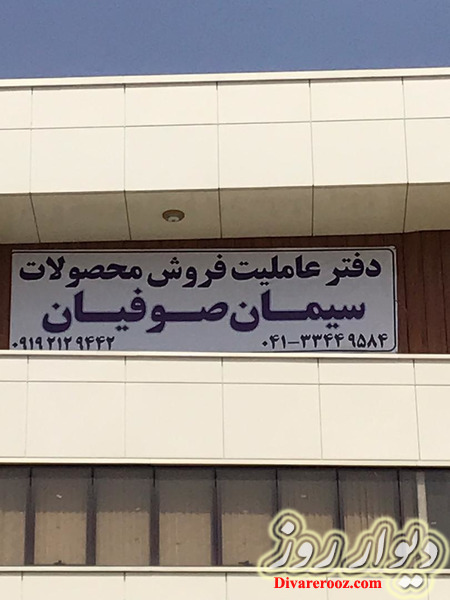 دفتر عاملیت فروش محصولات
سیمان صوفیان
۰۴۱-۳۳۴۴۹۵۸۴
۰۹۱۹ ۲۱۲ ۹۴۴۲
دیوار روز
Divarerooz.com